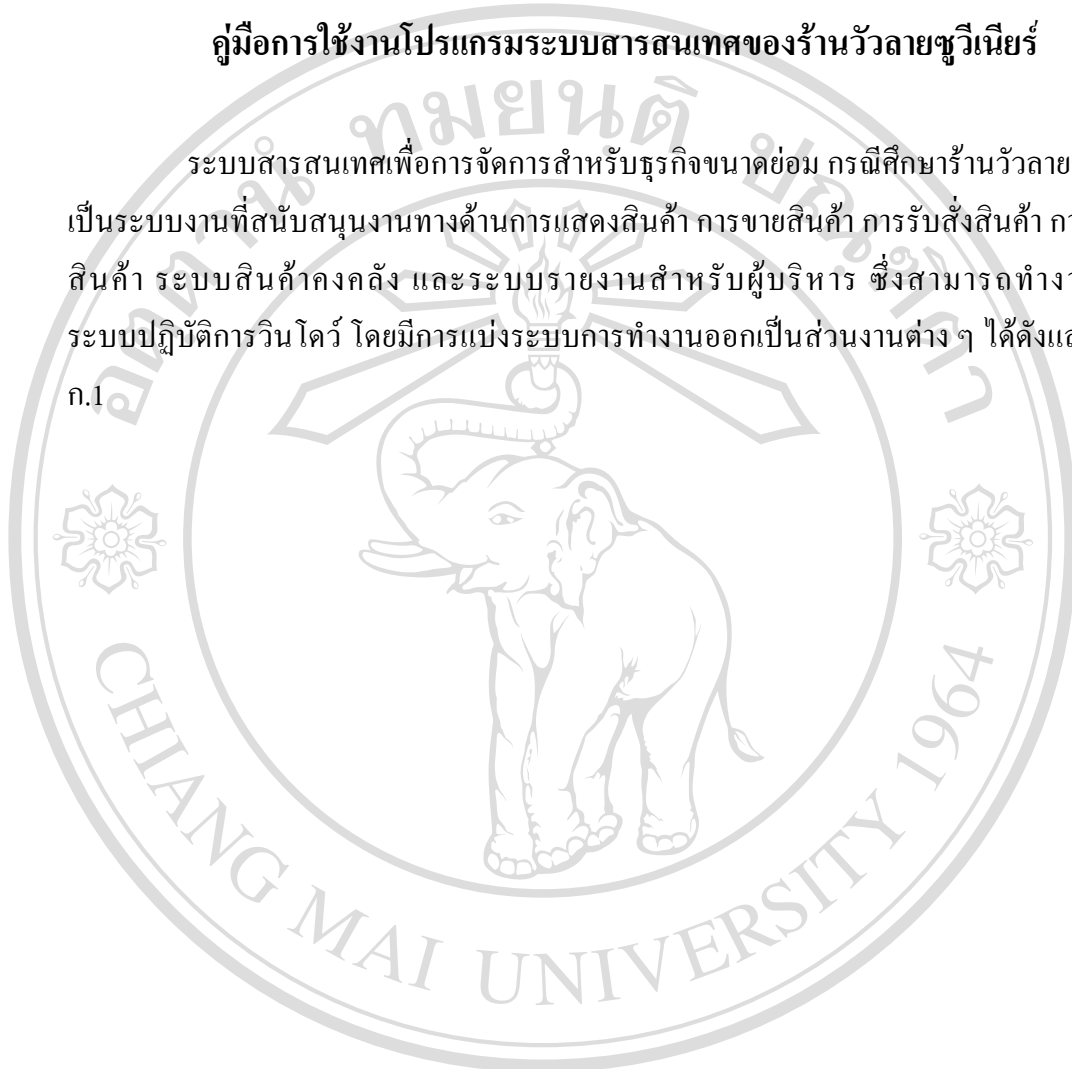 คู่มือการใช้งานโปรแกรมระบบสารสนเทศของร้านวัวลายซูวีเนียร์
อตฺตานํ ทมยนฺติ ปณฺฑิตา
ระบบสารสนเทศเพื่อการจัดการสำหรับธุรกิจขนาดย่อม กรณีศึกษาร้านวัวลาย
เป็นระบบงานที่สนับสนุนงานทางด้านการแสดงสินค้า การขายสินค้า การรับสั่งสินค้า
สินค้า ระบบสินค้าคงคลัง และระบบรายงานสำหรับผู้บริหาร ซึ่งสามารถ
ระบบปฏิบัติการวินโดว์ โดยมีการแบ่งระบบการทำงานออกเป็นส่วนงานต่าง ๆ
ก.1
CHIANG MAI UNIVERSITY 1964